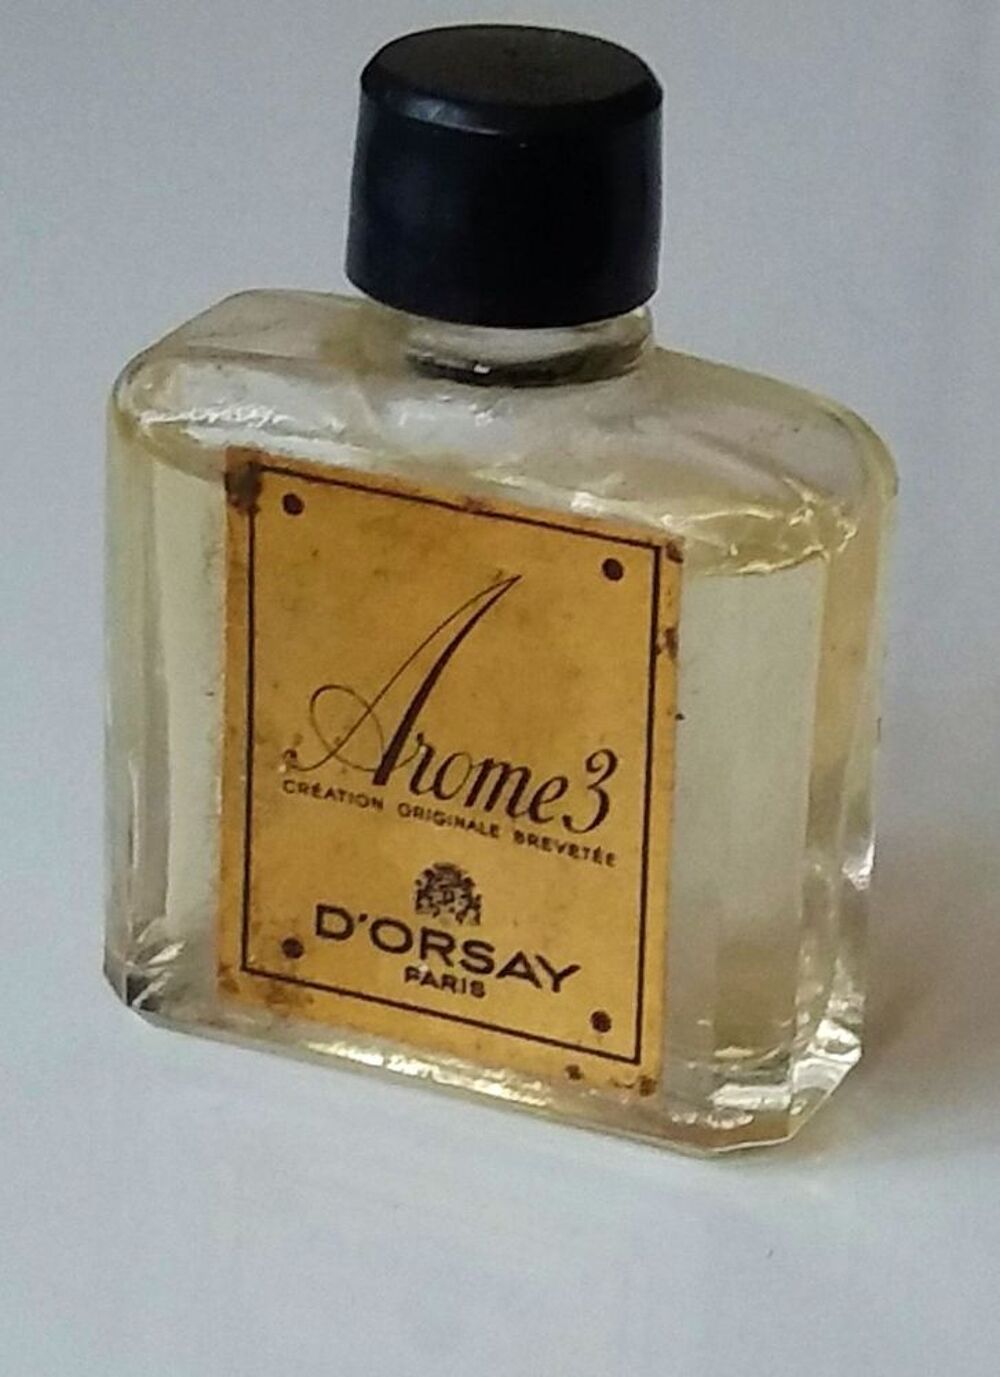 Arome 3
CRÉATION ORIGINALE BREVETÉE
D'ORSAY
PARIS